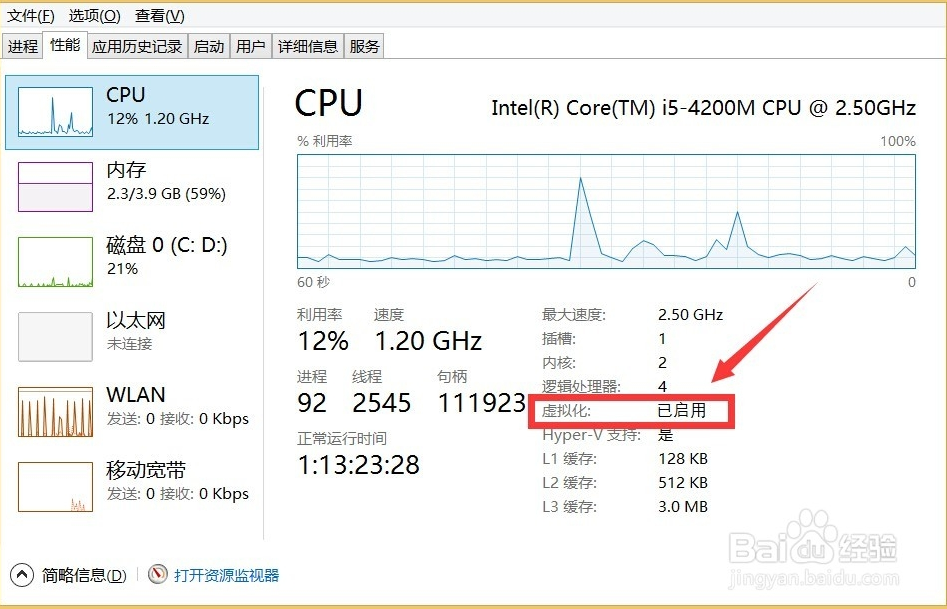 文件(F) 选项(O) 查看(V)
进程 性能 应用历史记录 启动 用户 详细信息 服务
CPU
12% 1.20 GHz
内存
2.3/3.9 GB (59%)
磁盘 0 (C: D:)
21%
以太网
未连接
WLAN
发送: 0 接收: 0 Kbps
移动宽带
发送: 0 接收: 0 Kbps
CPU Intel(R) Core(TM) i5-4200M CPU @ 2.50GHz
% 利用率 100%
60 秒 0
利用率 速度
12% 1.20 GHz
进程 线程 句柄
92 2545 111923
正常运行时间
1:13:23:28
最大速度: 2.50 GHz
插槽: 1
内核: 2
逻辑处理器: 4
虚拟化: 已启用
Hyper-V 支持: 是
L1 缓存: 128 KB
L2 缓存: 512 KB
L3 缓存: 3.0 MB
简略信息(D) 打开资源监视器
Baidu 经验
jingyan.baidu.com